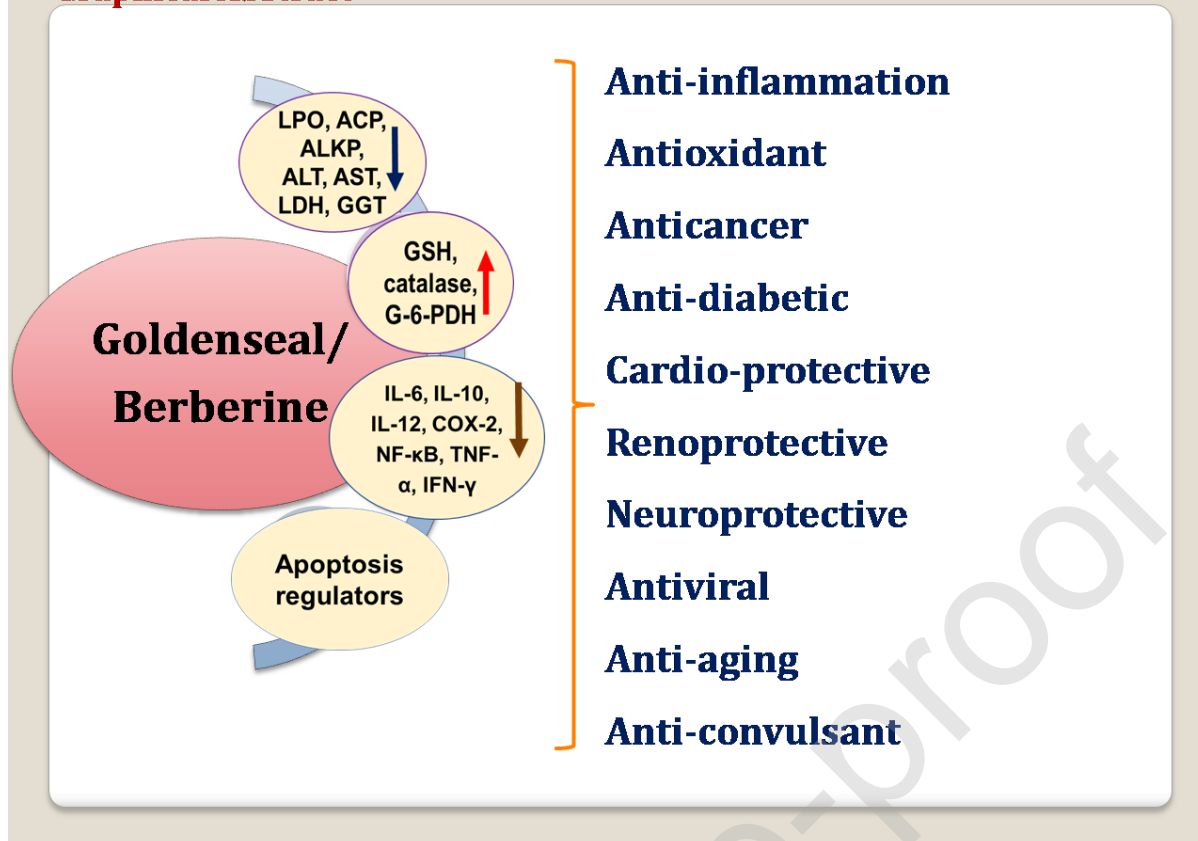 Goldenseal/
Berberine
LPO, ACP,
ALKP,
ALT, AST,
LDH, GGT
GSH,
catalase,
G-6-PDH
IL-6, IL-10,
IL-12, COX-2,
NF-κB, TNF-
α, IFN-γ
Apoptosis
regulators
Anti-inflammation
Antioxidant
Anticancer
Anti-diabetic
Cardio-protective
Renoprotective
Neuroprotective
Antiviral
Anti-aging
Anti-convulsant
-proof